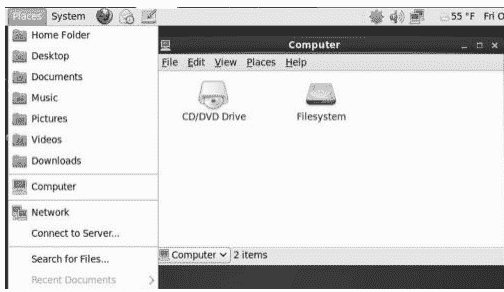 Places System 55 °F Fri O
Home Folder
Desktop
Documents
Music
Pictures
Videos
Downloads
Computer
Network
Connect to Server...
Search for Files...
Recent Documents
Computer
File Edit View Places Help
CD/DVD Drive Filesystem
Computer 2 items